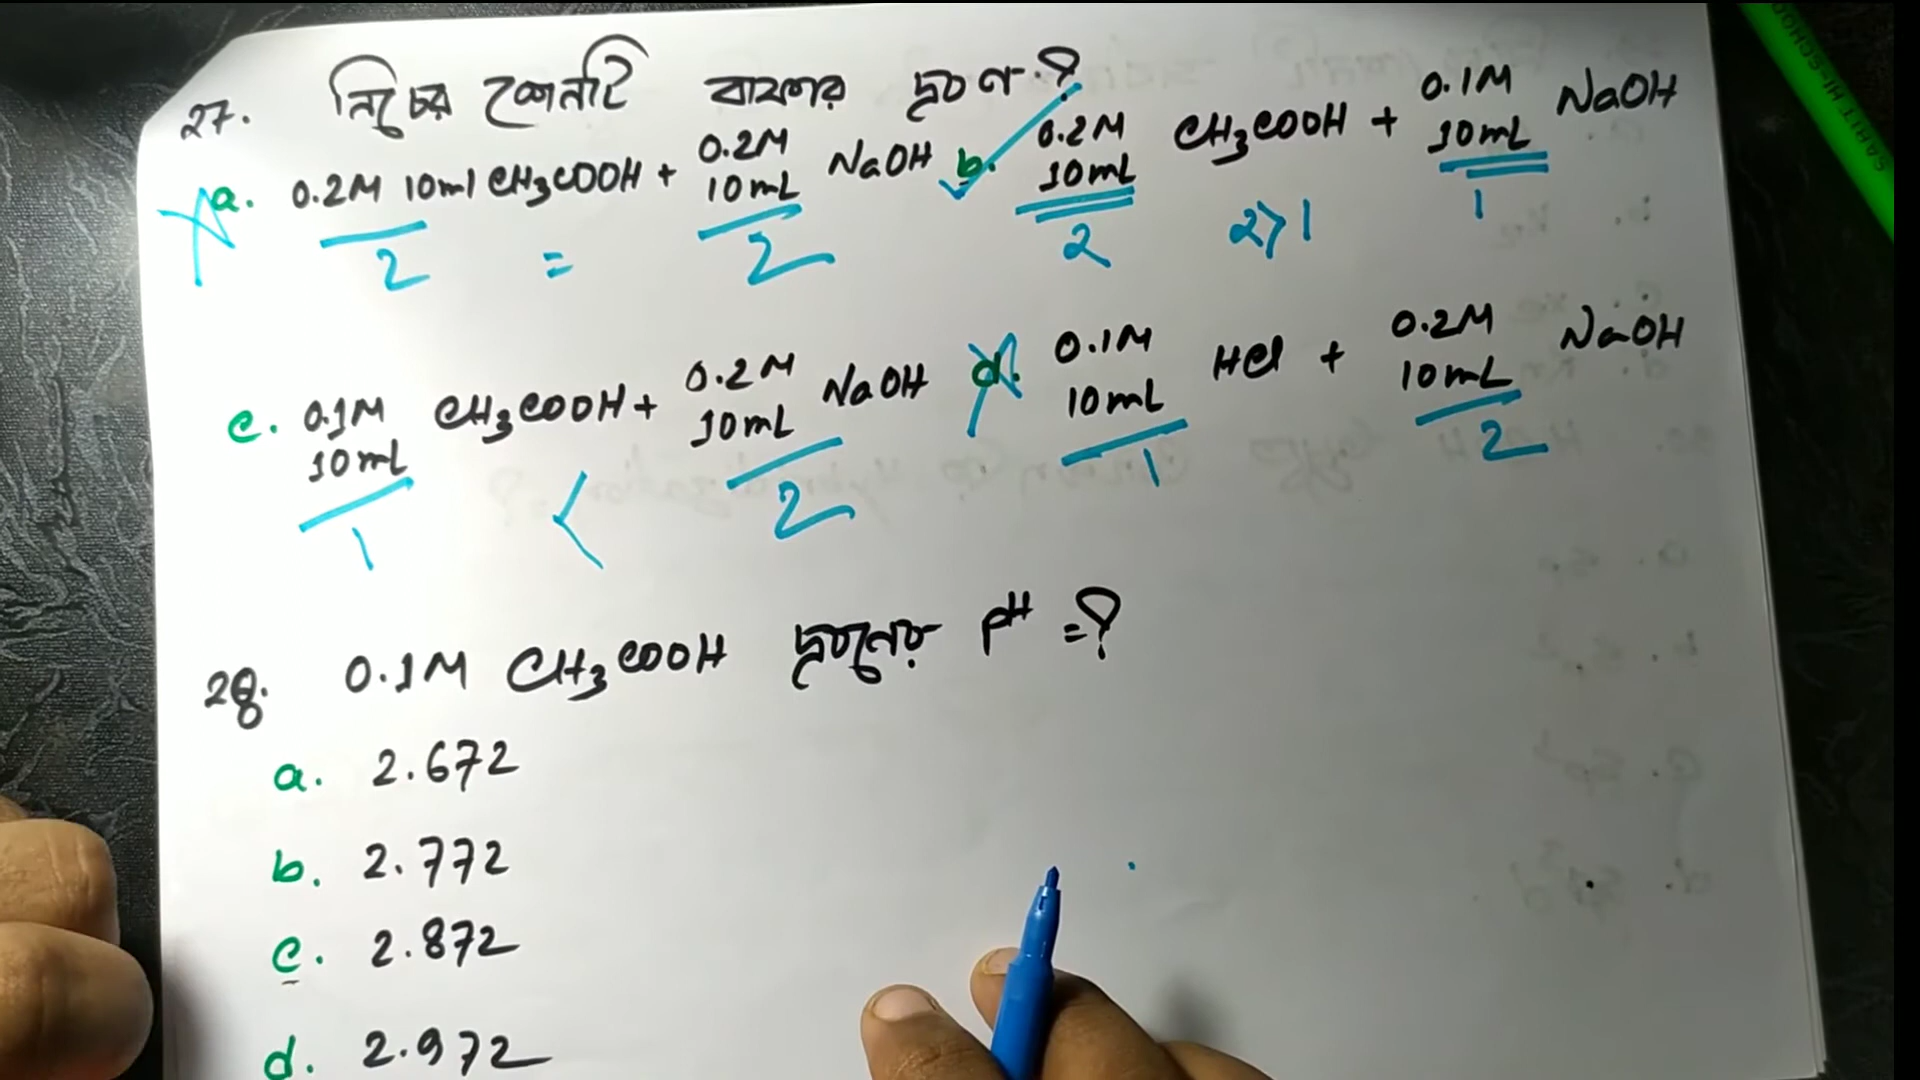 27. নিচের কোনটি বাফার দ্রবণ?
a. 0.2M 10ml CH₃COOH + 0.2M 10mL NaOH
2 = 2
b. 0.2M 10mL CH₃COOH + 0.1M 10mL NaOH
2 2>1 1
c. 0.1M 10mL CH₃COOH + 0.2M 10mL NaOH
1 < 2
d. 0.1M 10mL HCl + 0.2M 10mL NaOH
1 2
28. 0.1M CH₃COOH দ্রবণের pH = ?
a. 2.672
b. 2.772
c. 2.872
d. 2.972